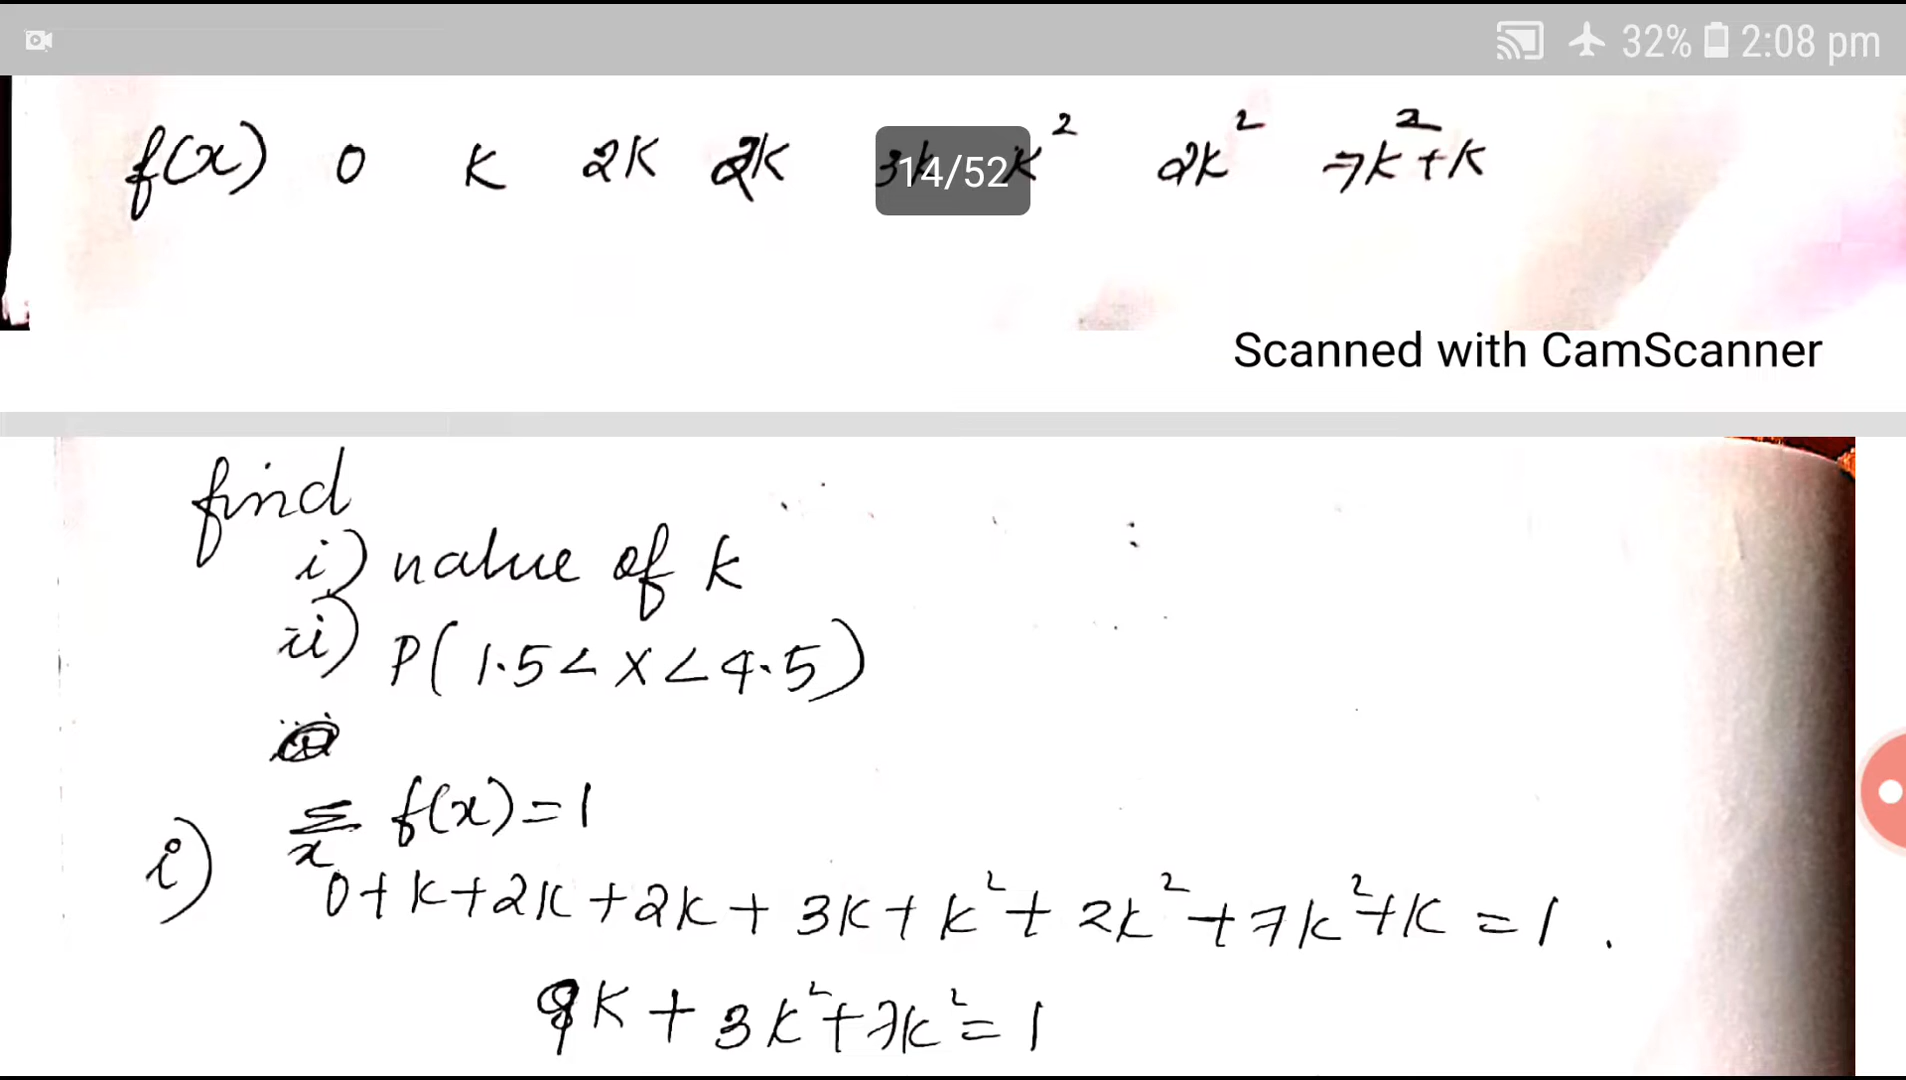 32% 2:08 pm
f(x) 0 k 2k 2k 3k k² 2k² 7k²+k
14/52
Scanned with CamScanner
find
i) value of k
ii) P( 1.5 < x < 4.5 )
i) Σ f(x) = 1
x
0 + k + 2k + 2k + 3k + k² + 2k² + 7k² + k = 1 .
9k + 3k² + 7k² = 1